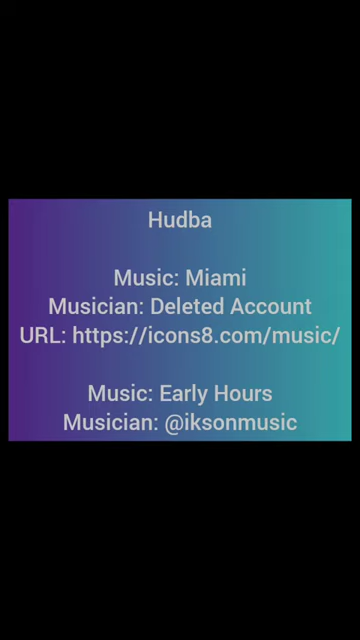 Hudba
Music: Miami
Musician: Deleted Account
URL: https://icons8.com/music/
Music: Early Hours
Musician: @iksonmusic